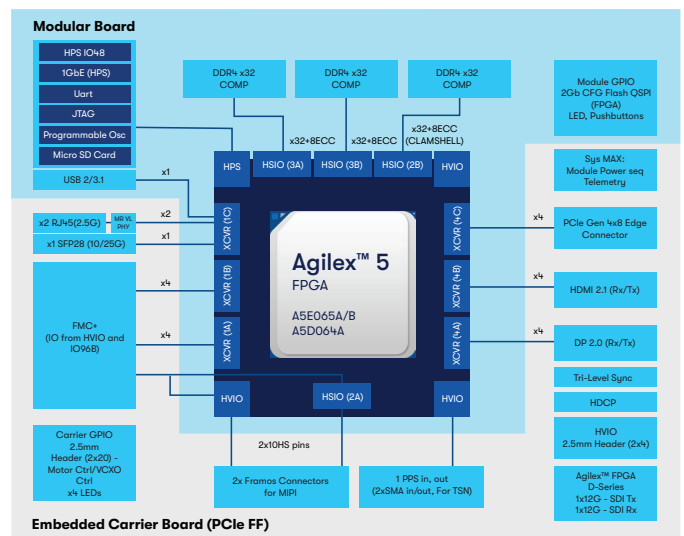 Modular Board
HPS IO48
1GbE (HPS)
Uart
JTAG
Programmable Osc
Micro SD Card
USB 2/3.1
x2 RJ45(2.5G)
MR VL
PHY
x1 SFP28 (10/25G)
FMC+
(IO from HVIO and
IO96B)
Carrier GPIO
2.5mm
Header (2x20) -
Motor Ctrl/VCXO
Ctrl
x4 LEDs
DDR4 x32
COMP
DDR4 x32
COMP
DDR4 x32
COMP
x32+8ECC
x32+8ECC
x32+8ECC
(CLAMSHELL)
x1
x2
x1
x4
x4
HPS
HSIO (3A)
HSIO (3B)
HSIO (2B)
HVIO
XCVR (1C)
XCVR (1B)
XCVR (1A)
XCVR (4C)
XCVR (4B)
XCVR (4A)
Agilex™ 5
FPGA
A5E065A/B
A5D064A
HVIO
HSIO (2A)
HVIO
2x10HS pins
2x Framos Connectors
for MIPI
1 PPS in, out
(2xSMA in/out, For TSN)
x4
x4
x4
Module GPIO
2Gb CFG Flash QSPI
(FPGA)
LED, Pushbuttons
Sys MAX:
Module Power seq
Telemetry
PCIe Gen 4x8 Edge
Connector
HDMI 2.1 (Rx/Tx)
DP 2.0 (Rx/Tx)
Tri-Level Sync
HDCP
HVIO
2.5mm Header (2x4)
Agilex™ FPGA
D-Series
1x12G - SDI Tx
1x12G - SDI Rx
Embedded Carrier Board (PCIe FF)